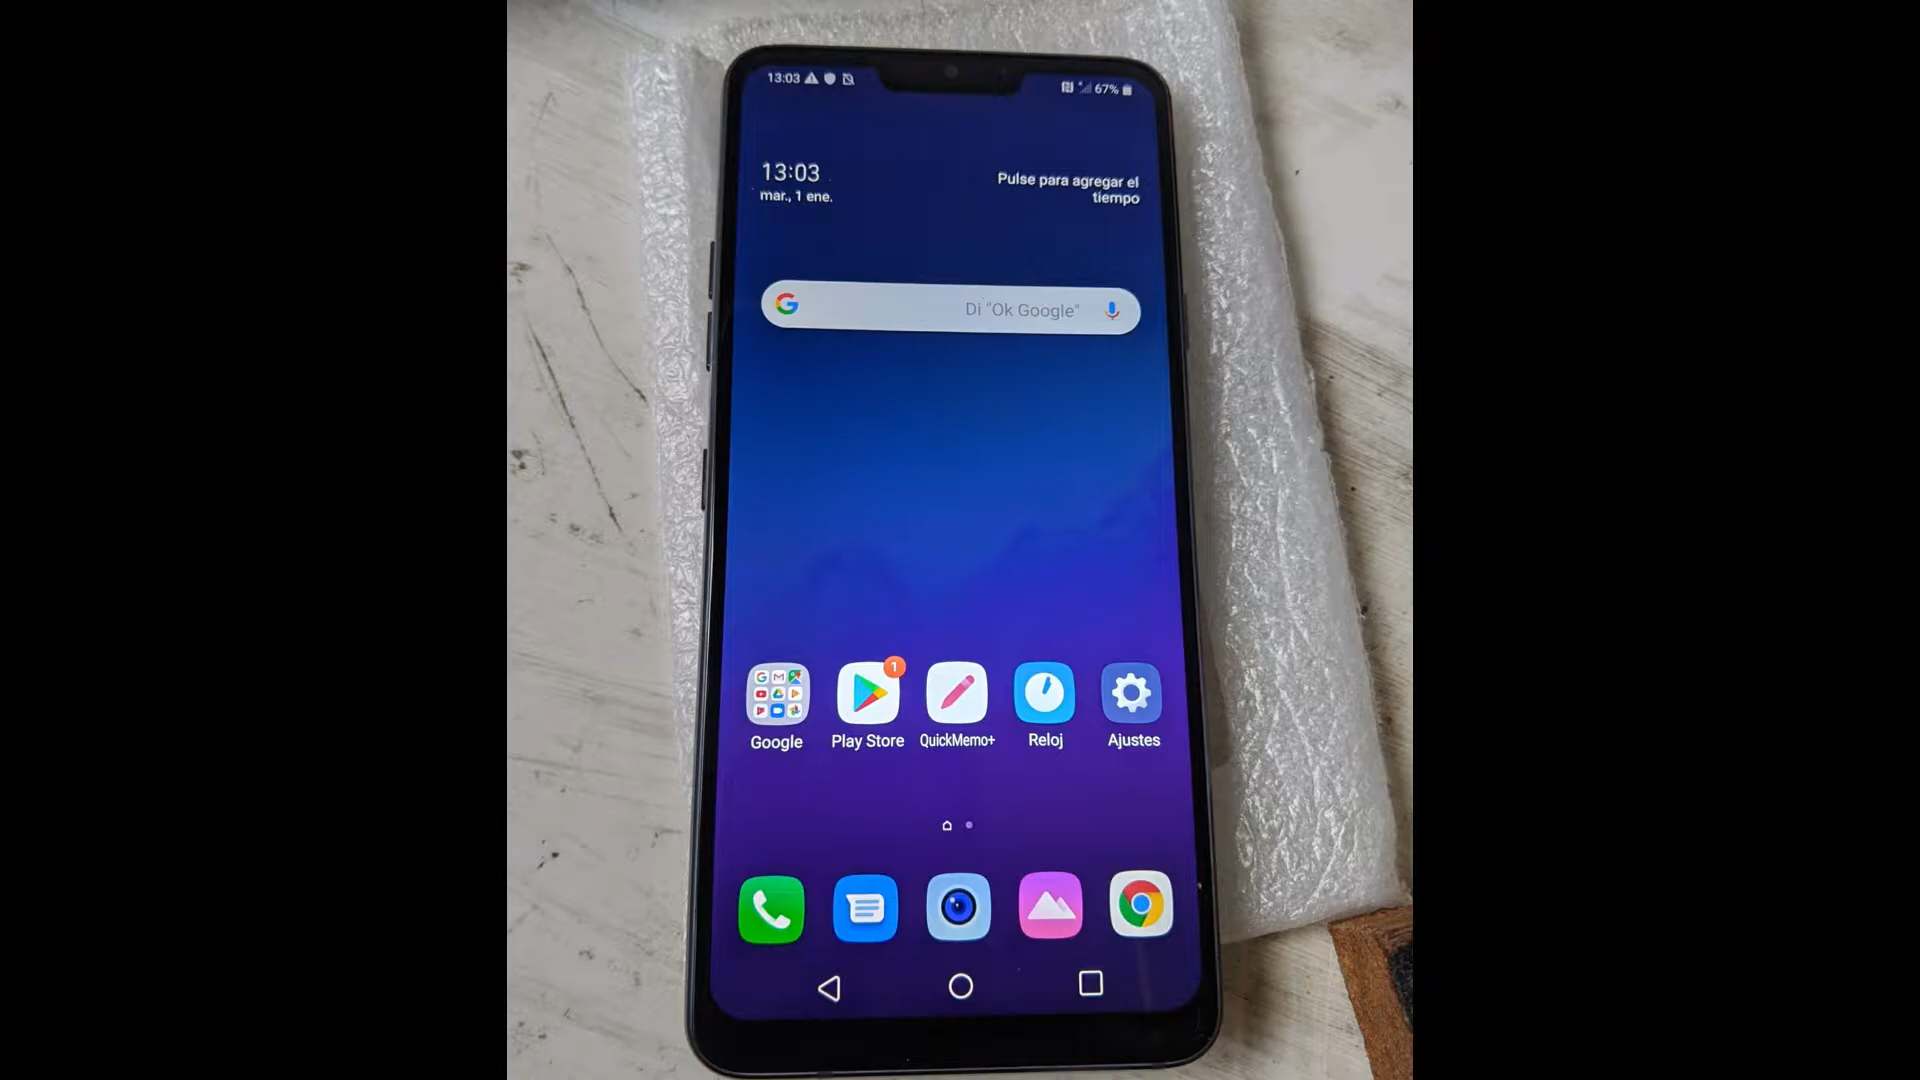 13:03
67%
13:03
mar., 1 ene.
Pulse para agregar el
tiempo
Di "Ok Google"
1
Google
Play Store
QuickMemo+
Reloj
Ajustes